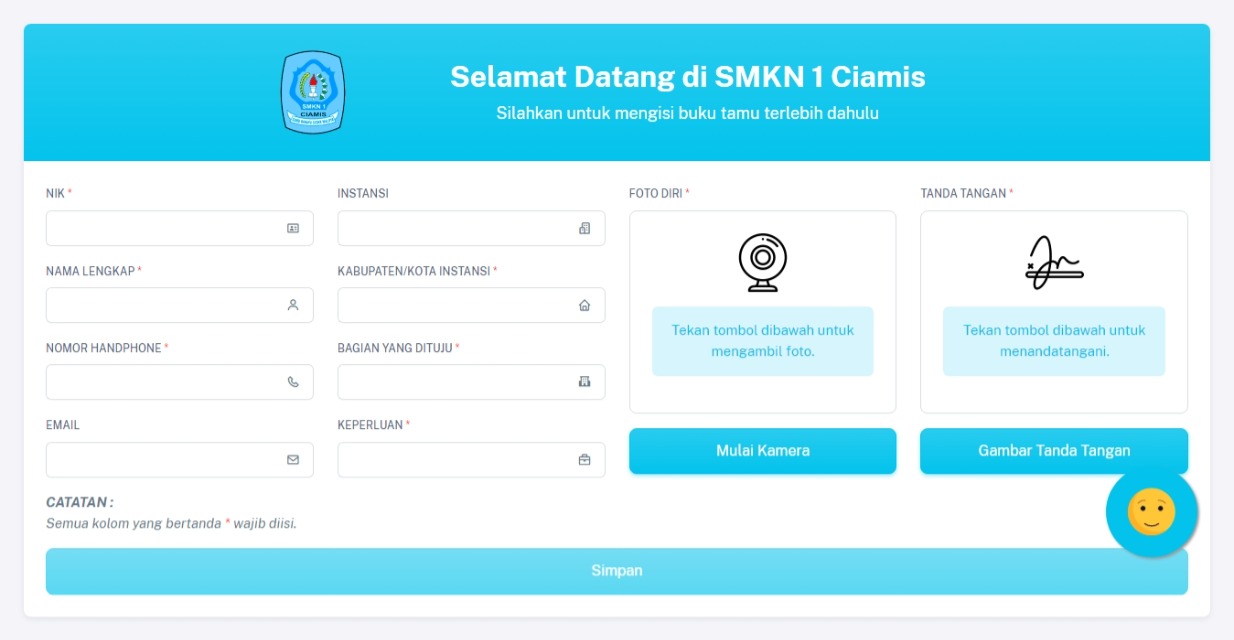 SMKN 1
CIAMIS
Selamat Datang di SMKN 1 Ciamis
Silahkan untuk mengisi buku tamu terlebih dahulu
NIK *
INSTANSI
FOTO DIRI *
TANDA TANGAN *
NAMA LENGKAP *
KABUPATEN/KOTA INSTANSI *
Tekan tombol dibawah untuk
mengambil foto.
Tekan tombol dibawah untuk
menandatangani.
NOMOR HANDPHONE *
BAGIAN YANG DITUJU *
EMAIL
KEPERLUAN *
Mulai Kamera
Gambar Tanda Tangan
CATATAN :
Semua kolom yang bertanda * wajib diisi.
Simpan